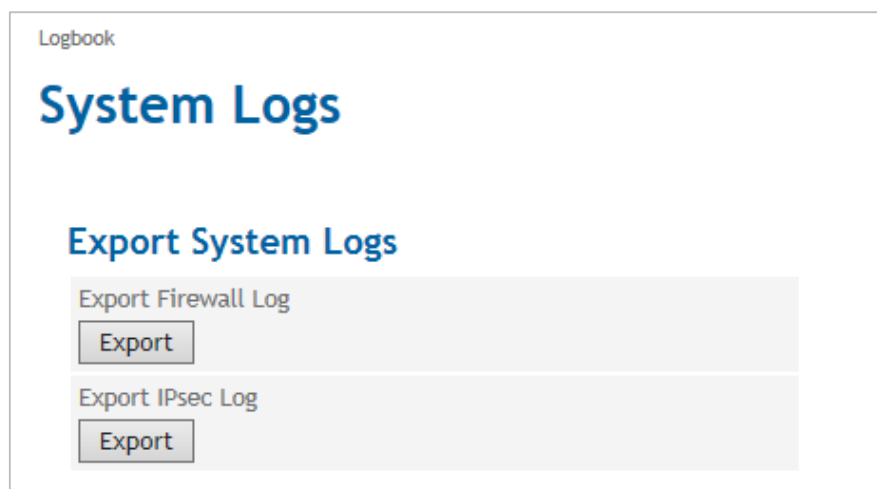 Logbook
System Logs
Export System Logs
Export Firewall Log
Export
Export IPsec Log
Export